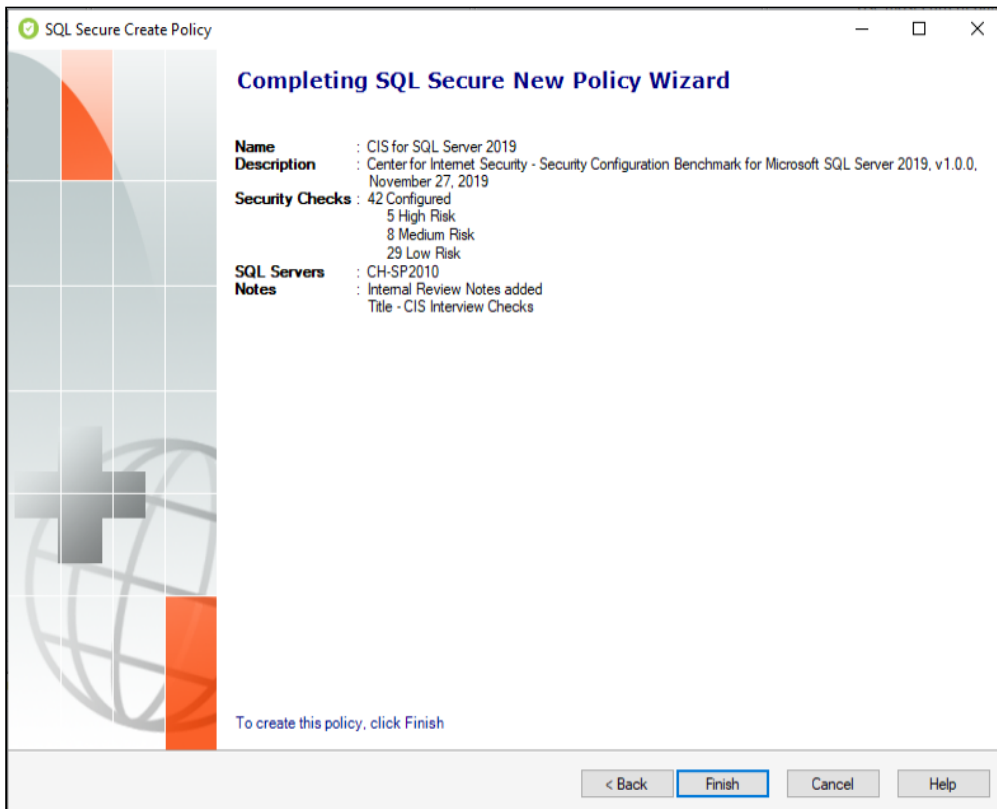 SQL Secure Create Policy
Completing SQL Secure New Policy Wizard
Name : CIS for SQL Server 2019
Description : Center for Internet Security - Security Configuration Benchmark for Microsoft SQL Server 2019, v1.0.0,
November 27, 2019
Security Checks : 42 Configured
5 High Risk
8 Medium Risk
29 Low Risk
SQL Servers : CH-SP2010
Notes : Internal Review Notes added
Title - CIS Interview Checks
To create this policy, click Finish
< Back Finish Cancel Help